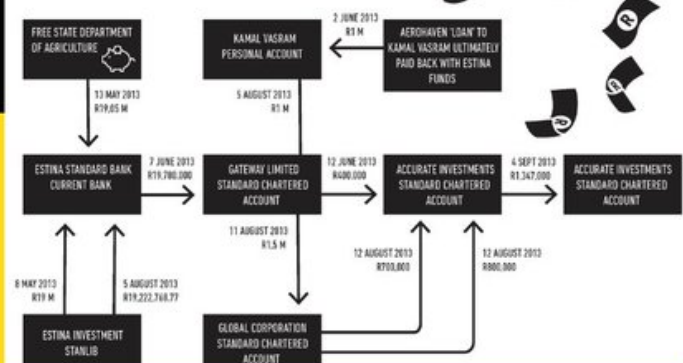 FREE STATE DEPARTMENT
OF AGRICULTURE
KAMAL VASRAM
PERSONAL ACCOUNT
2 JUNE 2013
R1 M
AEROHAVEN 'LOAN' TO
KAMAL VASRAM ULTIMATELY
PAID BACK WITH ESTINA
FUNDS
R
13 MAY 2013
R19,05 M
5 AUGUST 2013
R1 M
ESTINA STANDARD BANK
CURRENT BANK
7 JUNE 2013
R19.780.000
GATEWAY LIMITED
STANDARD CHARTERED
ACCOUNT
12 JUNE 2013
R400,000
ACCURATE INVESTMENTS
STANDARD CHARTERED
ACCOUNT
4 SEPT 2013
R1,347,000
ACCURATE INVESTMENTS
STANDARD CHARTERED
ACCOUNT
11 AUGUST 2013
R1,5 M
12 AUGUST 2013
R700,000
12 AUGUST 2013
R800,000
8 MAY 2013
R19 M
5 AUGUST 2013
R19,222,768.77
ESTINA INVESTMENT
STANLIB
GLOBAL CORPORATION
STANDARD CHARTERED
ACCOUNT